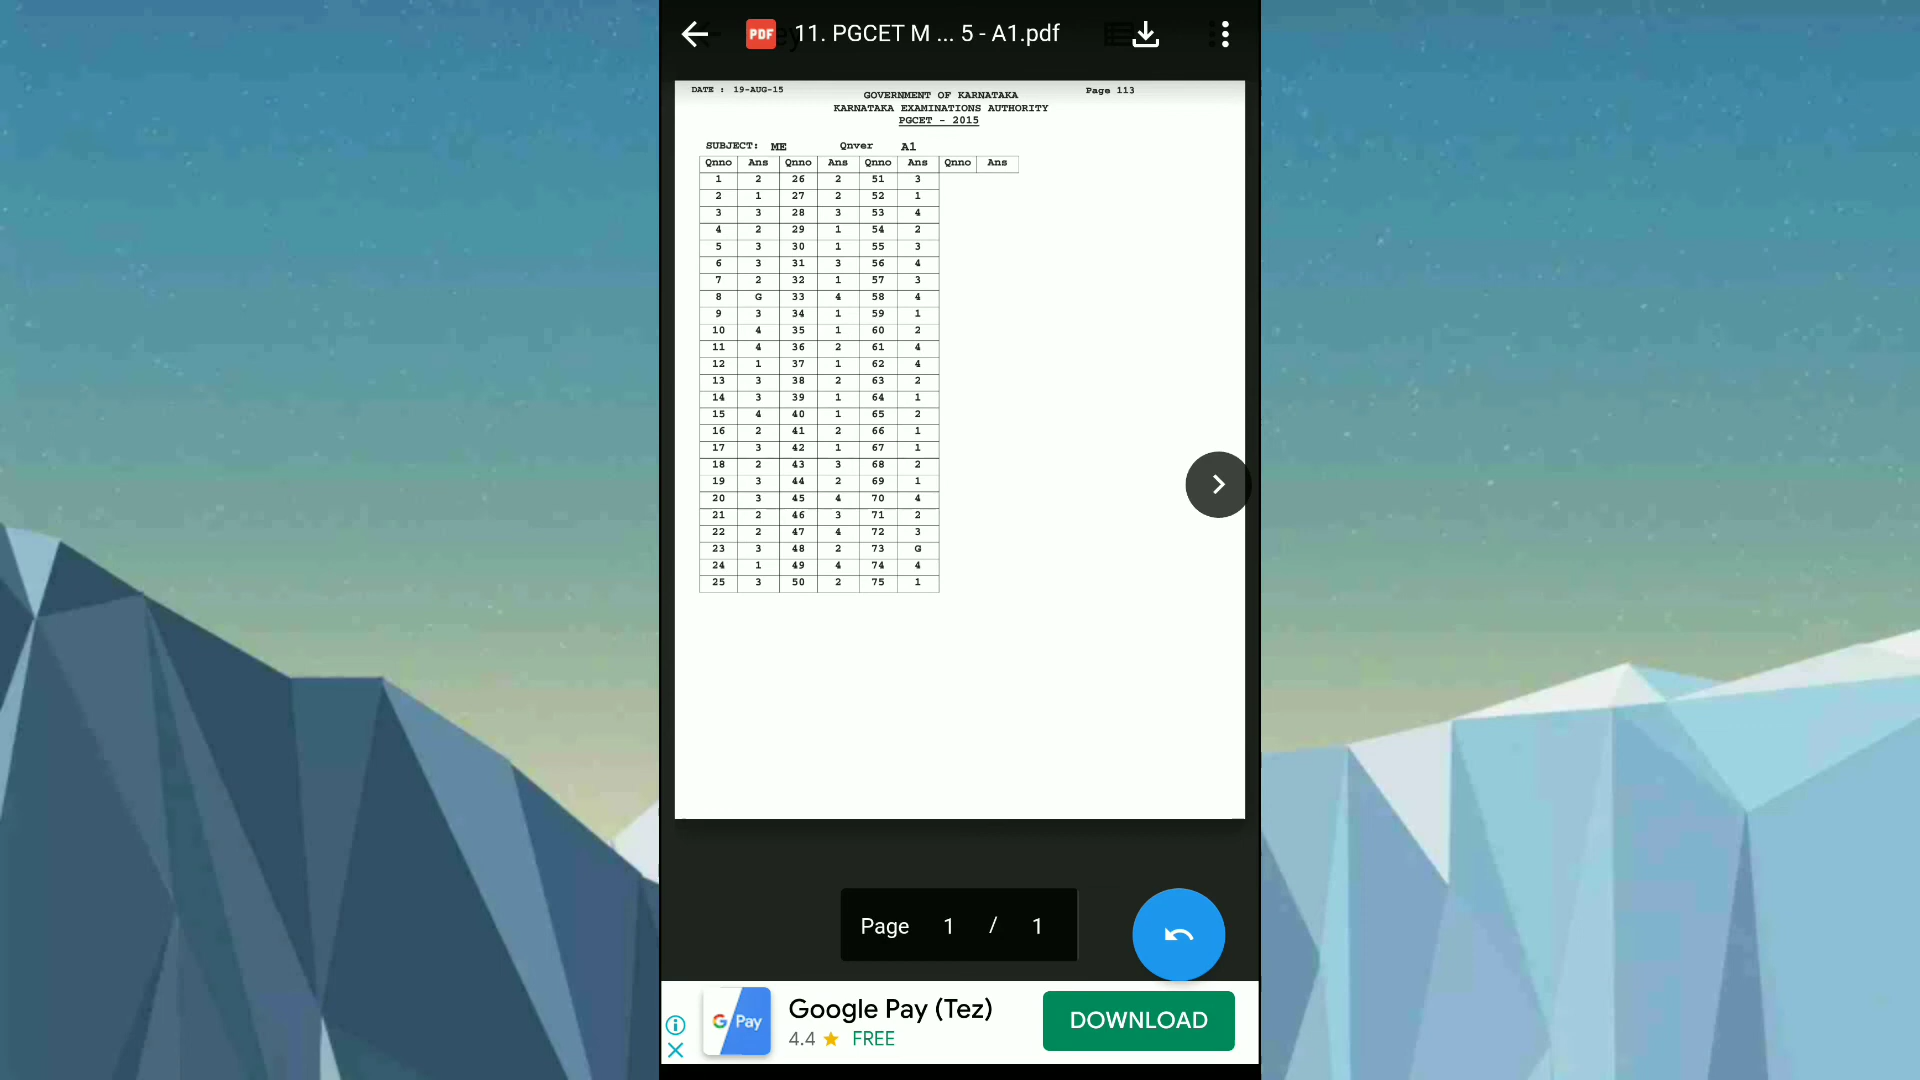 11. PGCET M ... 5 - A1.pdf
DATE : 19-AUG-15
GOVERNMENT OF KARNATAKA
Page 113
KARNATAKA EXAMINATIONS AUTHORITY
PGCET - 2015
SUBJECT: ME Qnver A1
Qnno Ans Qnno Ans Qnno Ans Qnno Ans
1 2 26 2 51 3
2 1 27 2 52 1
3 3 28 3 53 4
4 2 29 1 54 2
5 3 30 1 55 3
6 3 31 3 56 4
7 2 32 1 57 3
8 G 33 4 58 4
9 3 34 1 59 1
10 4 35 1 60 2
11 4 36 2 61 4
12 1 37 1 62 4
13 3 38 2 63 2
14 3 39 1 64 1
15 4 40 1 65 2
16 2 41 2 66 1
17 3 42 1 67 1
18 2 43 3 68 2
19 3 44 2 69 1
20 3 45 4 70 4
21 2 46 3 71 2
22 2 47 4 72 3
23 3 48 2 73 G
24 1 49 4 74 4
25 3 50 2 75 1
Page 1 / 1
G Pay
Google Pay (Tez)
4.4 ★ FREE
DOWNLOAD
PDF